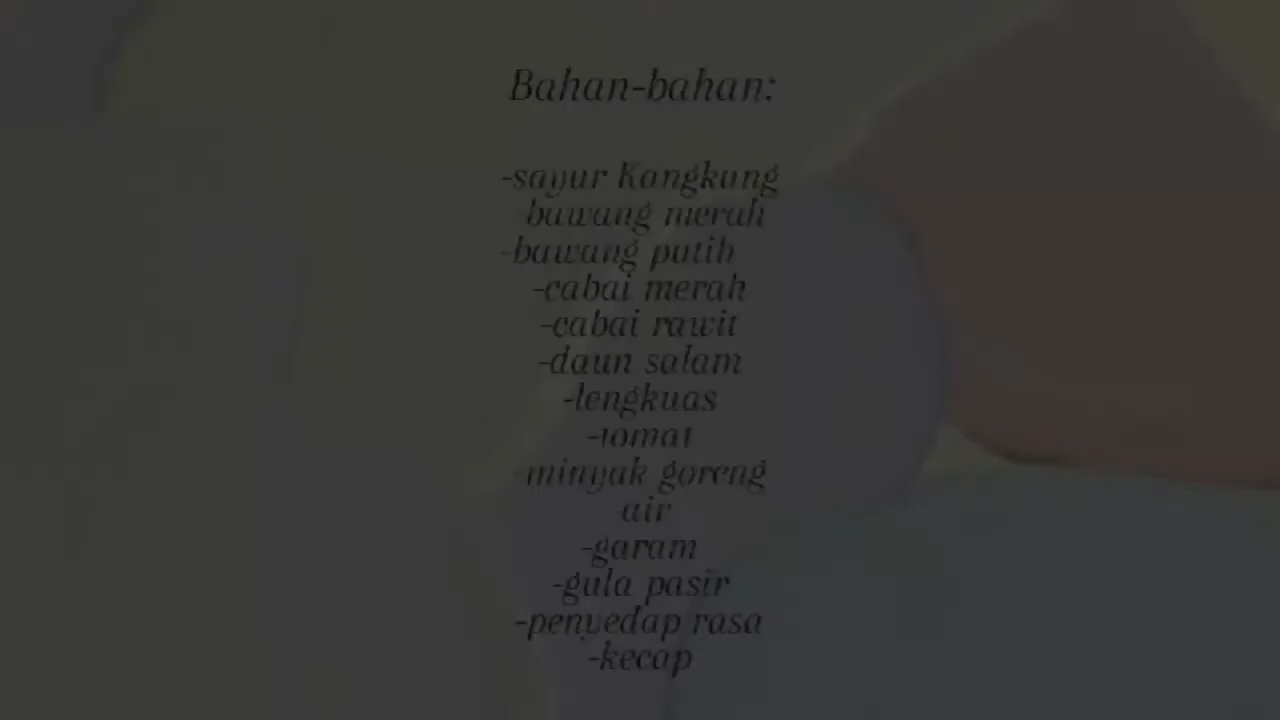 Bahan-bahan:
-sayur Kangkung
-bawang merah
-bawang putih
-cabai merah
-cabai rawit
-daun salam
-lengkuas
-tomat
-minyak goreng
-air
-garam
-gula pasir
-penyedap rasa
-kecap